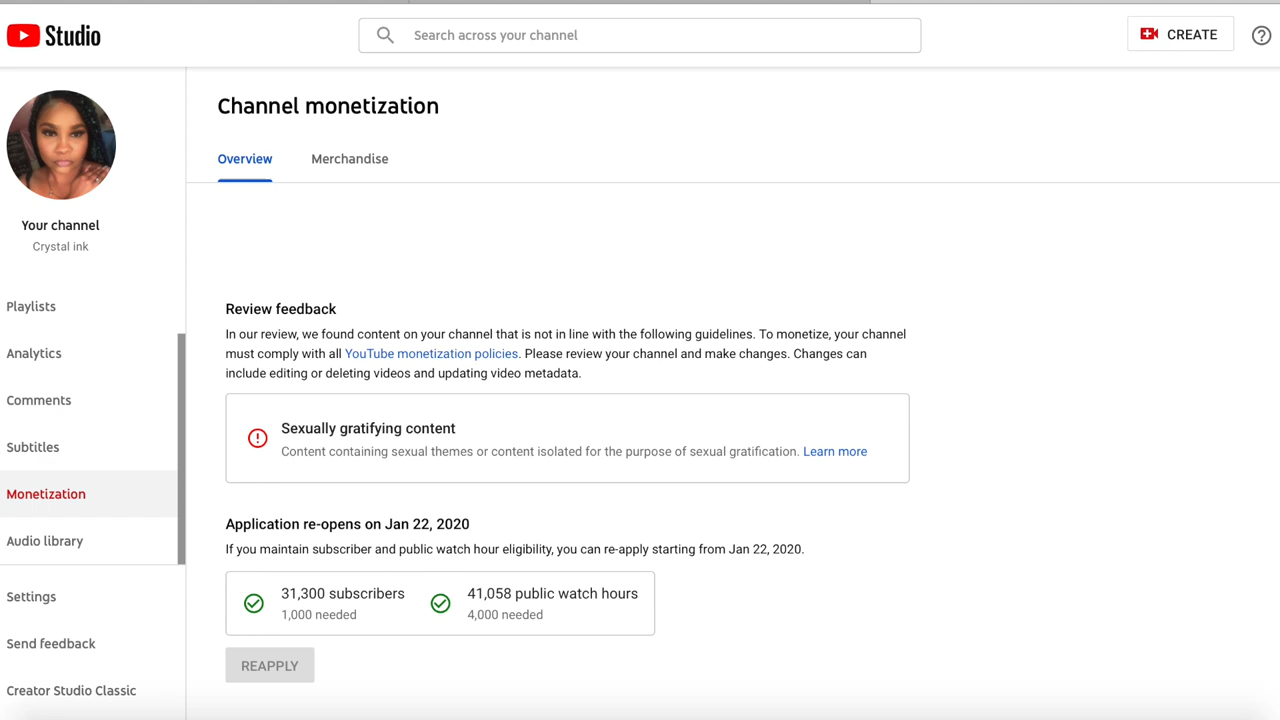 Studio
Search across your channel
CREATE
Channel monetization
Overview
Merchandise
Your channel
Crystal ink
Playlists
Analytics
Comments
Subtitles
Monetization
Audio library
Settings
Send feedback
Creator Studio Classic
Review feedback
In our review, we found content on your channel that is not in line with the following guidelines. To monetize, your channel
must comply with all YouTube monetization policies. Please review your channel and make changes. Changes can
include editing or deleting videos and updating video metadata.
Sexually gratifying content
Content containing sexual themes or content isolated for the purpose of sexual gratification. Learn more
Application re-opens on Jan 22, 2020
If you maintain subscriber and public watch hour eligibility, you can re-apply starting from Jan 22, 2020.
31,300 subscribers
1,000 needed
41,058 public watch hours
4,000 needed
REAPPLY